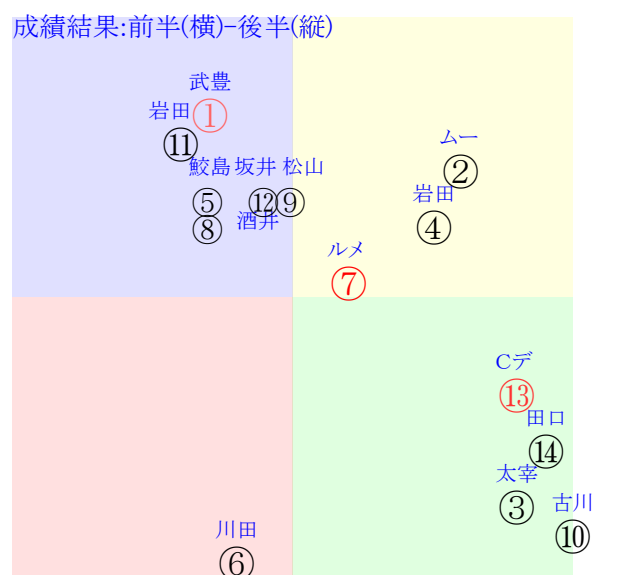 成績結果:前半(横)-後半(縦)
武豊
①
岩田
⑪
ムー
②
鮫島 坂井 松山
⑤ ⑫ ⑨
岩田
④
⑧ 酒井
ルメ
⑦
Cデ
⑬
田口
⑭
太宰
③
古川
⑩
川田
⑥